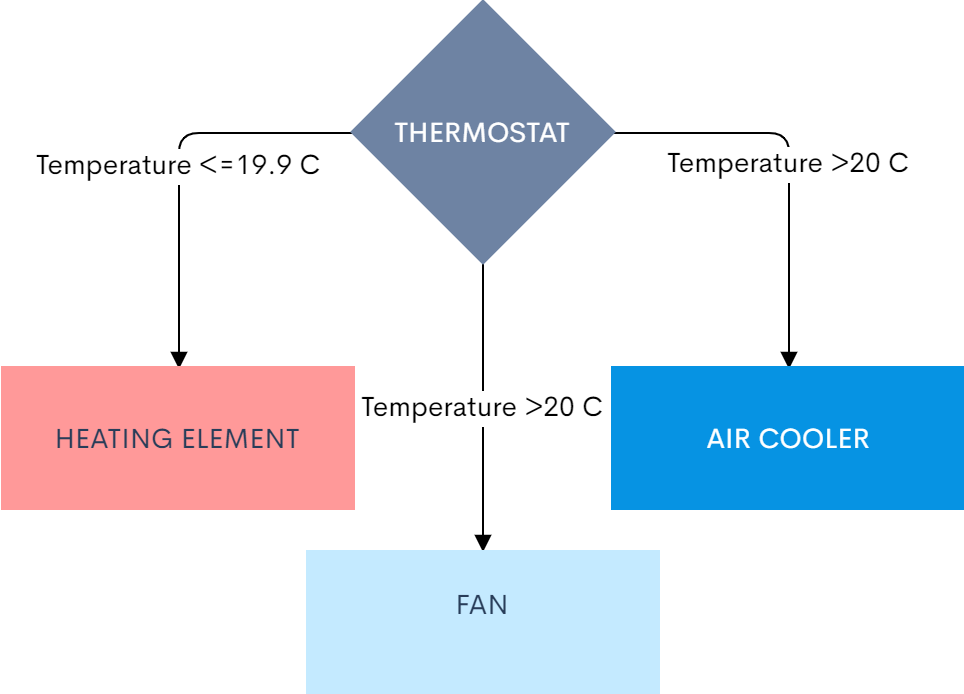 THERMOSTAT
Temperature <=19.9 C
Temperature >20 C
Temperature >20 C
HEATING ELEMENT
AIR COOLER
FAN